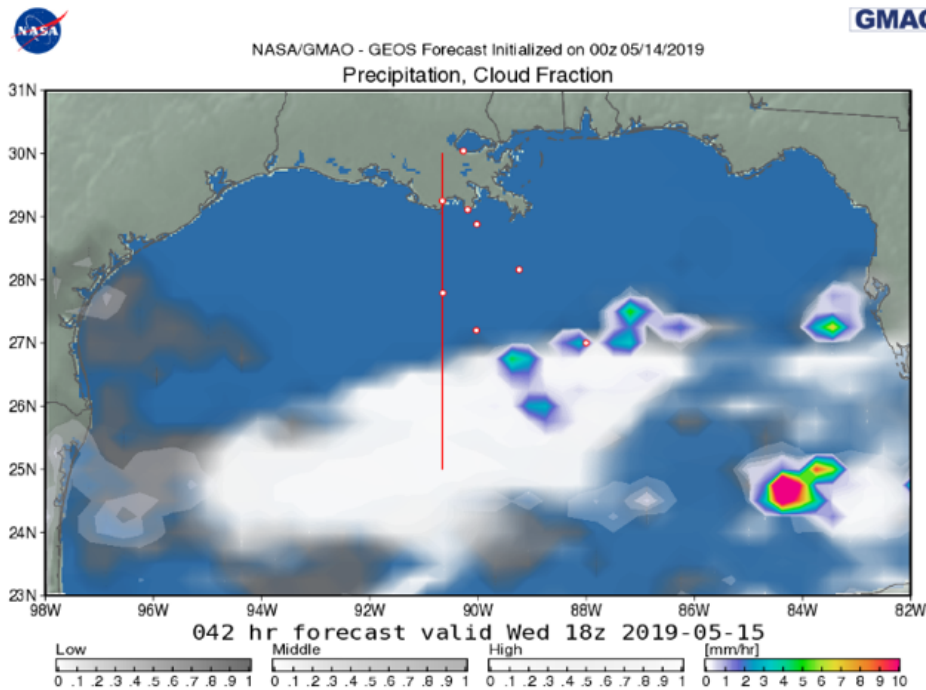 NASA
GMAO
NASA/GMAO - GEOS Forecast Initialized on 00z 05/14/2019
Precipitation, Cloud Fraction
31N
30N
29N
28N
27N
26N
25N
24N
23N
98W 96W 94W 92W 90W 88W 86W 84W 82W
042 hr forecast valid Wed 18z 2019-05-15
Low Middle High [mm/hr]
0 .1 .2 .3 .4 .5 .6 .7 .8 .9 1 0 .1 .2 .3 .4 .5 .6 .7 .8 .9 1 0 .1 .2 .3 .4 .5 .6 .7 .8 .9 1 0 1 2 3 4 5 6 7 8 9 10